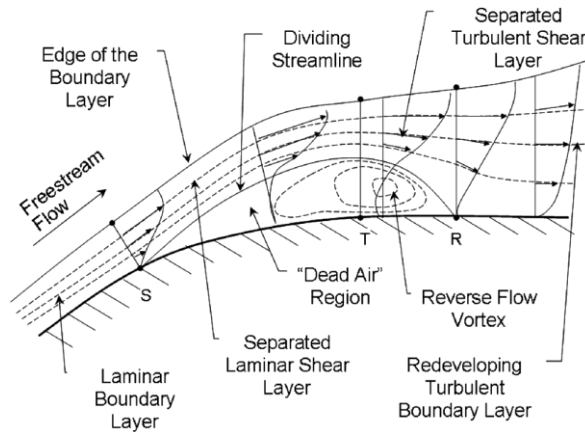 Edge of the
Boundary
Layer
Dividing
Streamline
Separated
Turbulent Shear
Layer
Freestream
Flow
S
T
R
"Dead Air"
Region
Reverse Flow
Vortex
Laminar
Boundary
Layer
Separated
Laminar Shear
Layer
Redeveloping
Turbulent
Boundary Layer